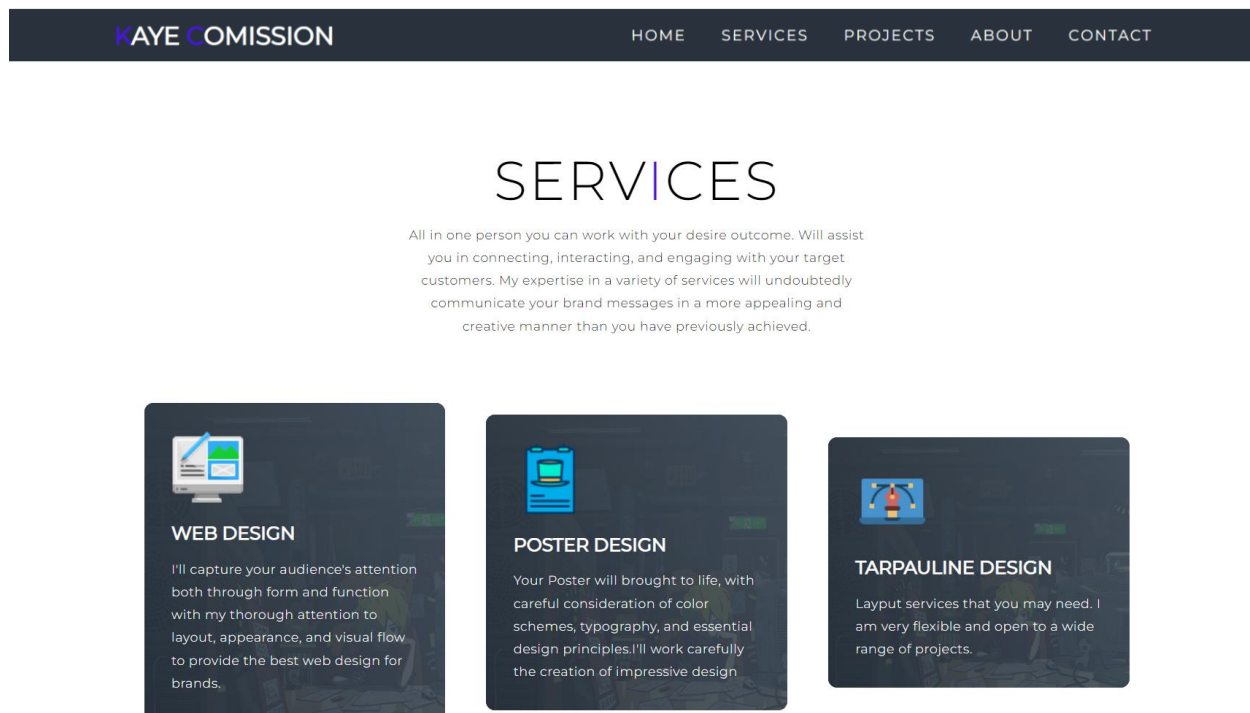 KAYE COMISSION
HOME SERVICES PROJECTS ABOUT CONTACT
SERVICES
All in one person you can work with your desire outcome. Will assist
you in connecting, interacting, and engaging with your target
customers. My expertise in a variety of services will undoubtedly
communicate your brand messages in a more appealing and
creative manner than you have previously achieved.
WEB DESIGN
I'll capture your audience's attention
both through form and function
with my thorough attention to
layout, appearance, and visual flow
to provide the best web design for
brands.
POSTER DESIGN
Your Poster will brought to life, with
careful consideration of color
schemes, typography, and essential
design principles.I'll work carefully
the creation of impressive design
TARPAULINE DESIGN
Layput services that you may need. I
am very flexible and open to a wide
range of projects.